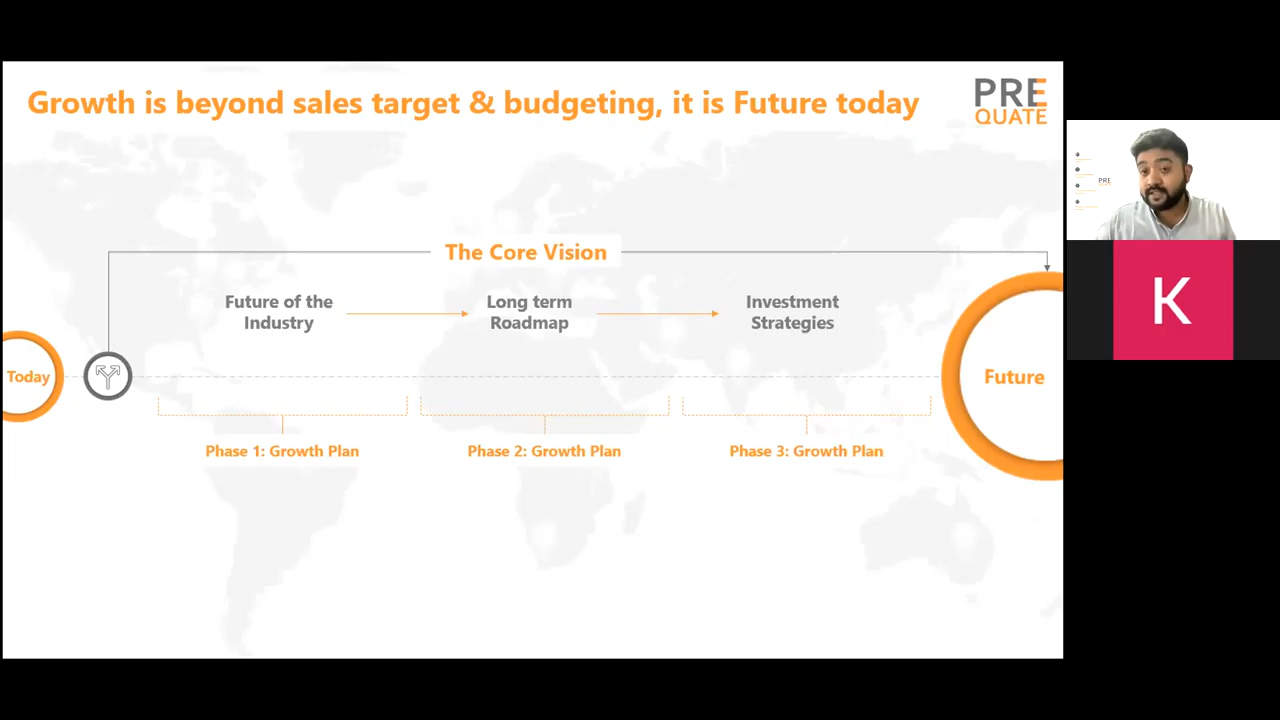 Growth is beyond sales target & budgeting, it is Future today
PRE
QUATE
The Core Vision
Future of the
Industry
Long term
Roadmap
Investment
Strategies
Today
Future
Phase 1: Growth Plan
Phase 2: Growth Plan
Phase 3: Growth Plan
PRE
K